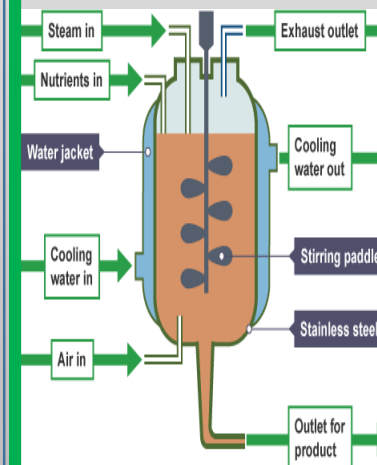 Steam in
Exhaust outlet
Nutrients in
Water jacket
Cooling
water out
Cooling
water in
Stirring paddle
Stainless steel
Air in
Outlet for
product